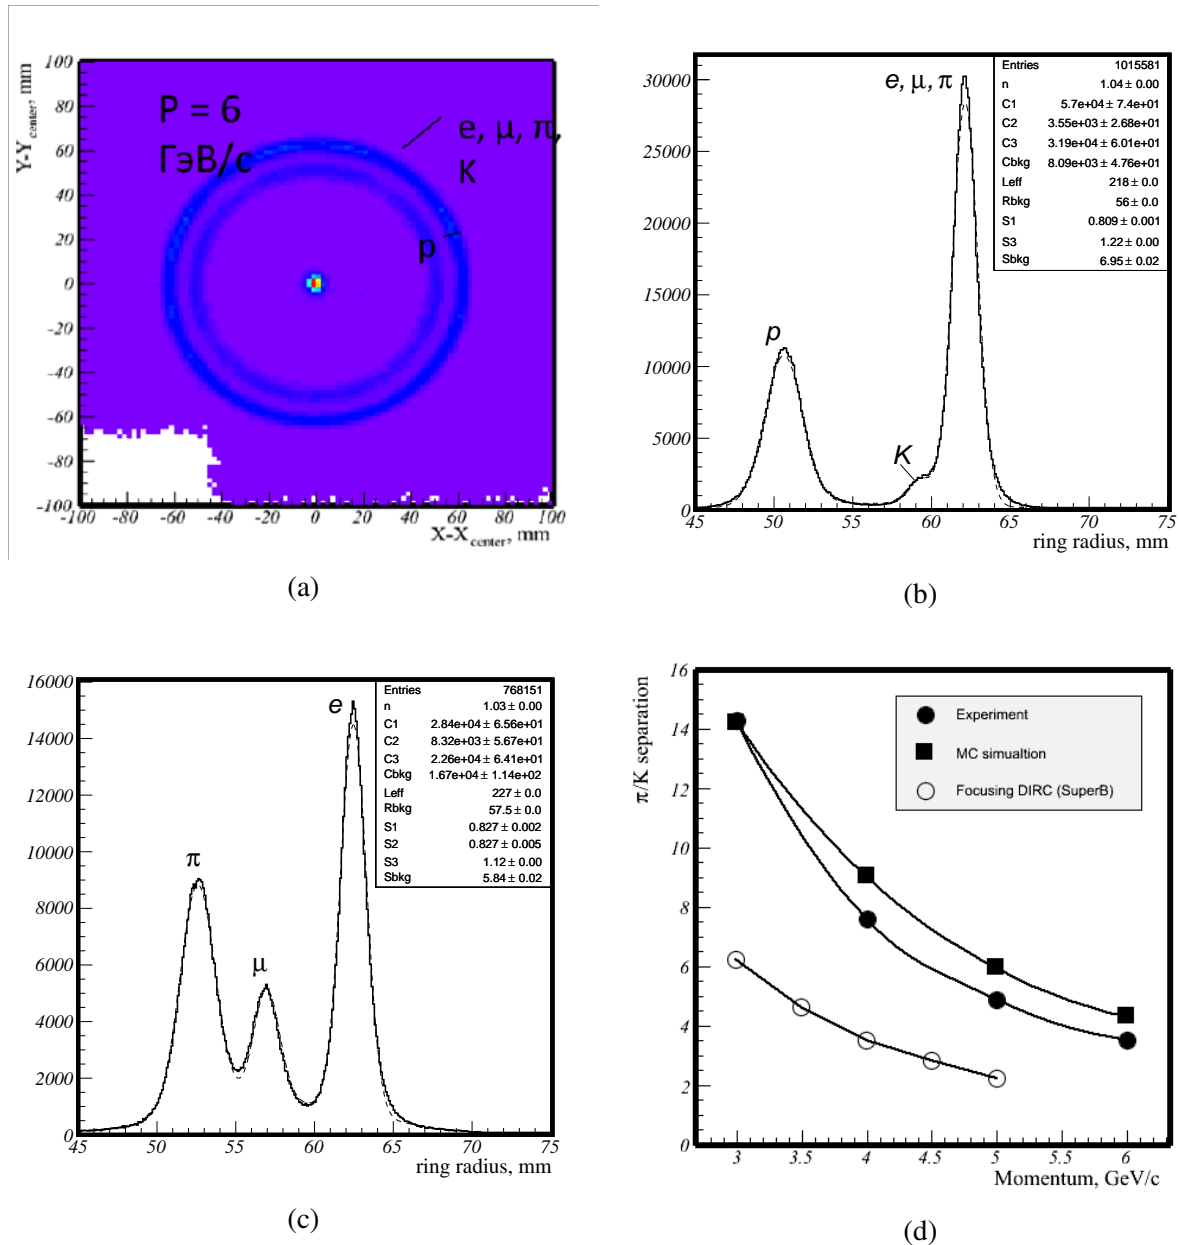 100
80
60
40
20
0
-20
-40
-60
-80
-100
-100 -80 -60 -40 -20 0 20 40 60 80 100
Y-Ycenter, mm
X-Xcenter, mm
P = 6
ГэВ/с
e, μ, π,
K
p
(a)
30000
25000
20000
15000
10000
5000
0
45 50 55 60 65 70 75
ring radius, mm
e, μ, π
p
K
Entries 1015581
n 1.04 ± 0.00
C1 5.7e+04 ± 7.4e+01
C2 3.55e+03 ± 2.68e+01
C3 3.19e+04 ± 6.01e+01
Cbkg 8.09e+03 ± 4.76e+01
Leff 218 ± 0.0
Rbkg 56 ± 0.0
S1 0.809 ± 0.001
S3 1.22 ± 0.00
Sbkg 6.95 ± 0.02
(b)
16000
14000
12000
10000
8000
6000
4000
2000
0
45 50 55 60 65 70 75
ring radius, mm
e
π
μ
Entries 768151
n 1.03 ± 0.00
C1 2.84e+04 ± 6.56e+01
C2 8.32e+03 ± 5.67e+01
C3 2.26e+04 ± 6.41e+01
Cbkg 1.67e+04 ± 1.14e+02
Leff 227 ± 0.0
Rbkg 57.5 ± 0.0
S1 0.827 ± 0.002
S2 0.827 ± 0.005
S3 1.12 ± 0.00
Sbkg 5.84 ± 0.02
(c)
16
14
12
10
8
6
4
2
0
3 3.5 4 4.5 5 5.5 6
π/K separation
Momentum, GeV/c
Experiment
MC simualtion
Focusing DIRC (SuperB)
(d)